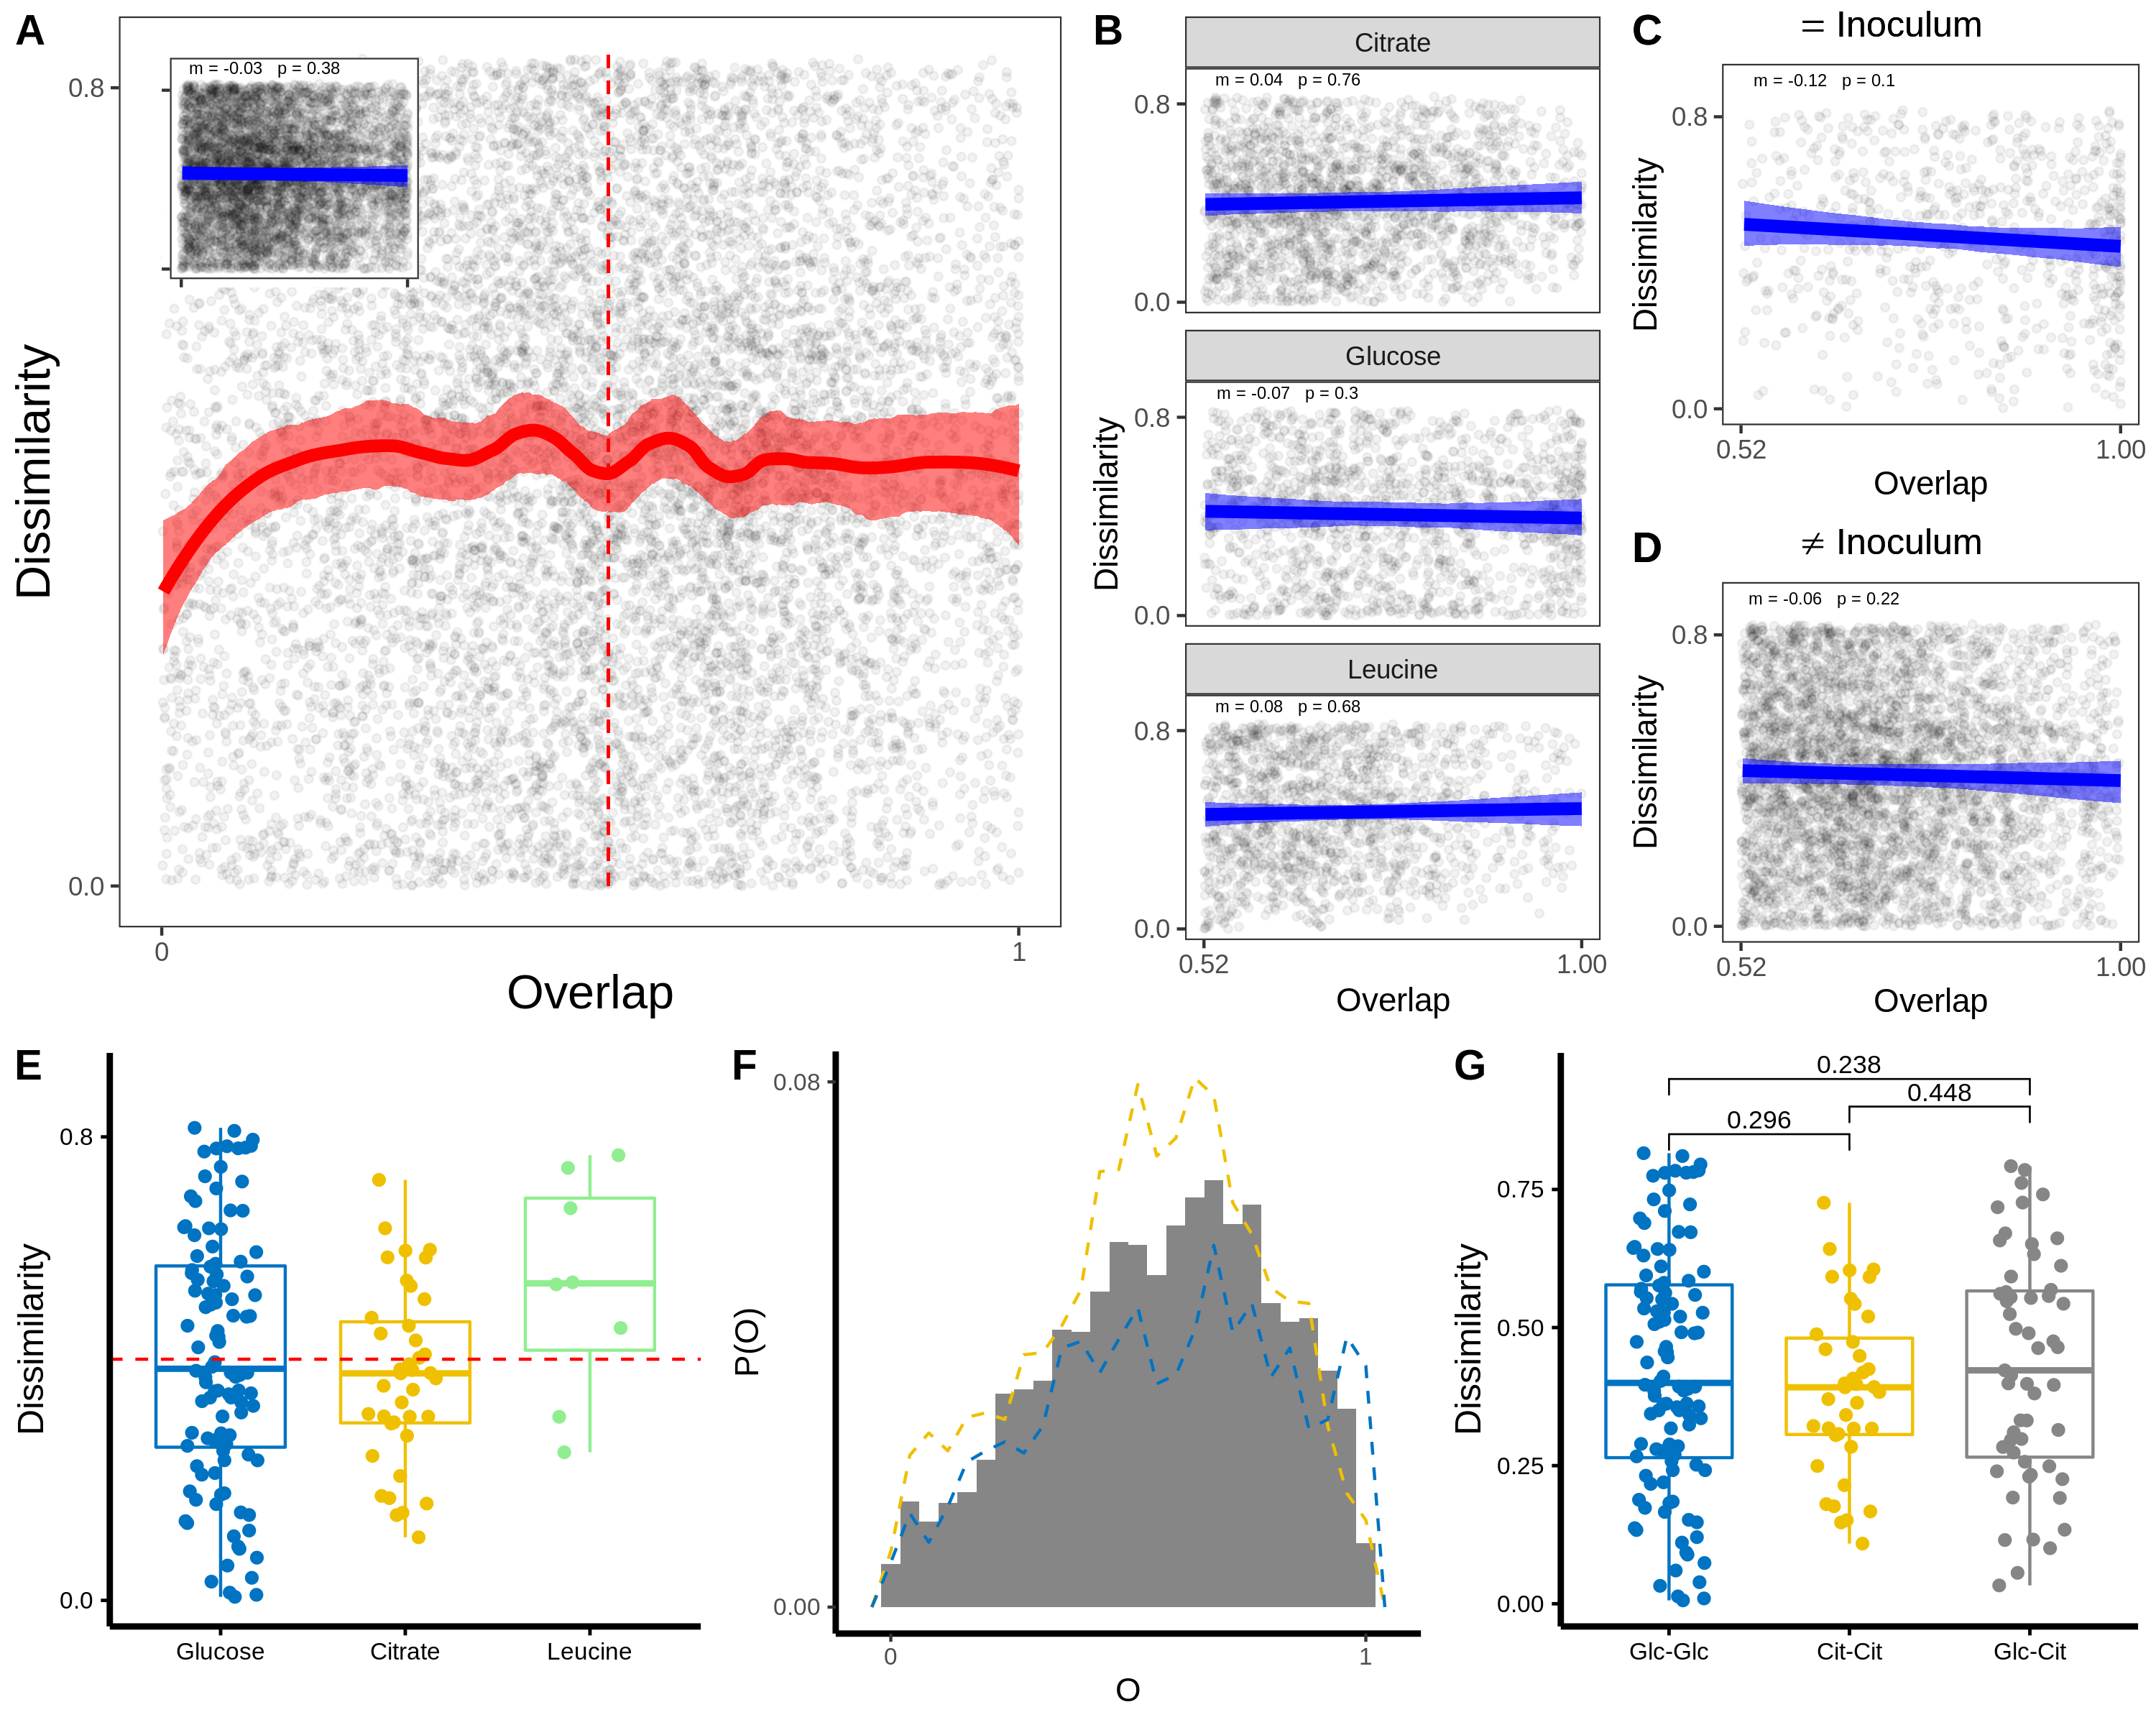 A
m = -0.03 p = 0.38
0.8
0.0
Dissimilarity
0 1
Overlap
B
Citrate
m = 0.04 p = 0.76
0.8
0.0
Glucose
m = -0.07 p = 0.3
0.8
0.0
Dissimilarity
Leucine
m = 0.08 p = 0.68
0.8
0.0
0.52 1.00
Overlap
C
= Inoculum
m = -0.12 p = 0.1
0.8
0.0
Dissimilarity
0.52 1.00
Overlap
D
≠ Inoculum
m = -0.06 p = 0.22
0.8
0.0
Dissimilarity
0.52 1.00
Overlap
E
0.8
0.0
Dissimilarity
Glucose Citrate Leucine
F
0.08
0.00
P(O)
0 1
O
G
0.238
0.448
0.296
0.75
0.50
0.25
0.00
Dissimilarity
Glc-Glc Cit-Cit Glc-Cit